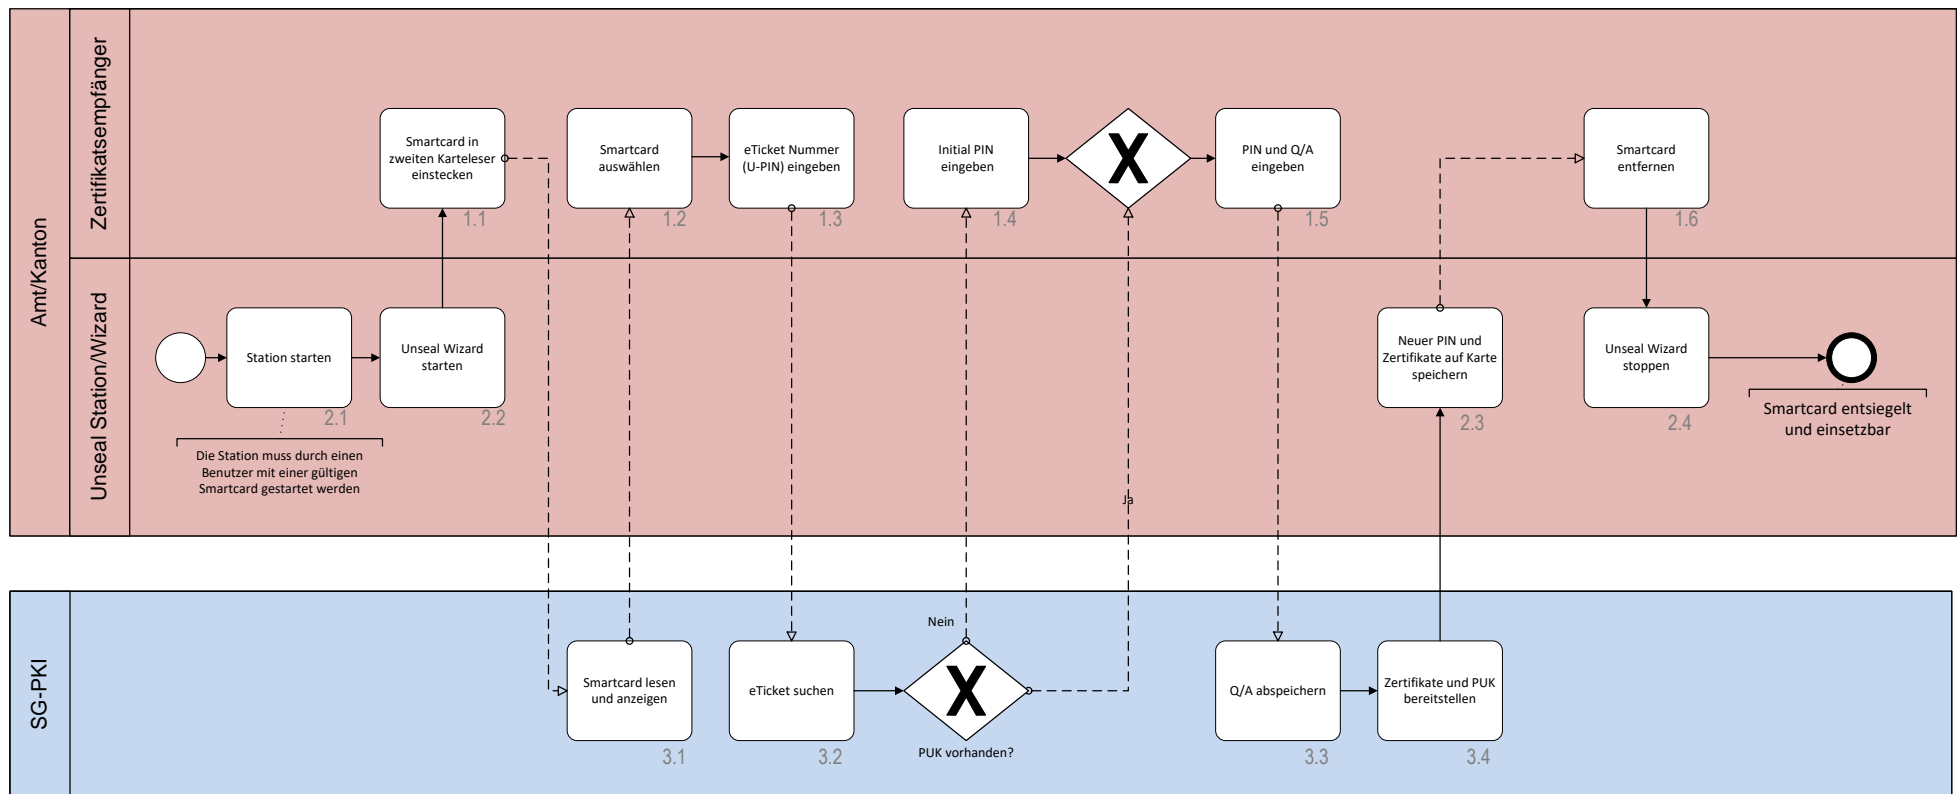 Amt/Kanton
Zertifikatsempfänger
Smartcard in
zweiten Karteleser
einstecken
1.1
Smartcard
auswählen
1.2
eTicket Nummer
(U-PIN) eingeben
1.3
Initial PIN
eingeben
1.4
X
PIN und Q/A
eingeben
1.5
Smartcard
entfernen
1.6
Unseal Station/Wizard
Station starten
2.1
Die Station muss durch einen
Benutzer mit einer gültigen
Smartcard gestartet werden
Unseal Wizard
starten
2.2
Ja
Neuer PIN und
Zertifikate auf Karte
speichern
2.3
Unseal Wizard
stoppen
2.4
Smartcard entsiegelt
und einsetzbar
SG-PKI
Smartcard lesen
und anzeigen
3.1
eTicket suchen
3.2
Nein
X
PUK vorhanden?
Q/A abspeichern
3.3
Zertifikate und PUK
bereitstellen
3.4